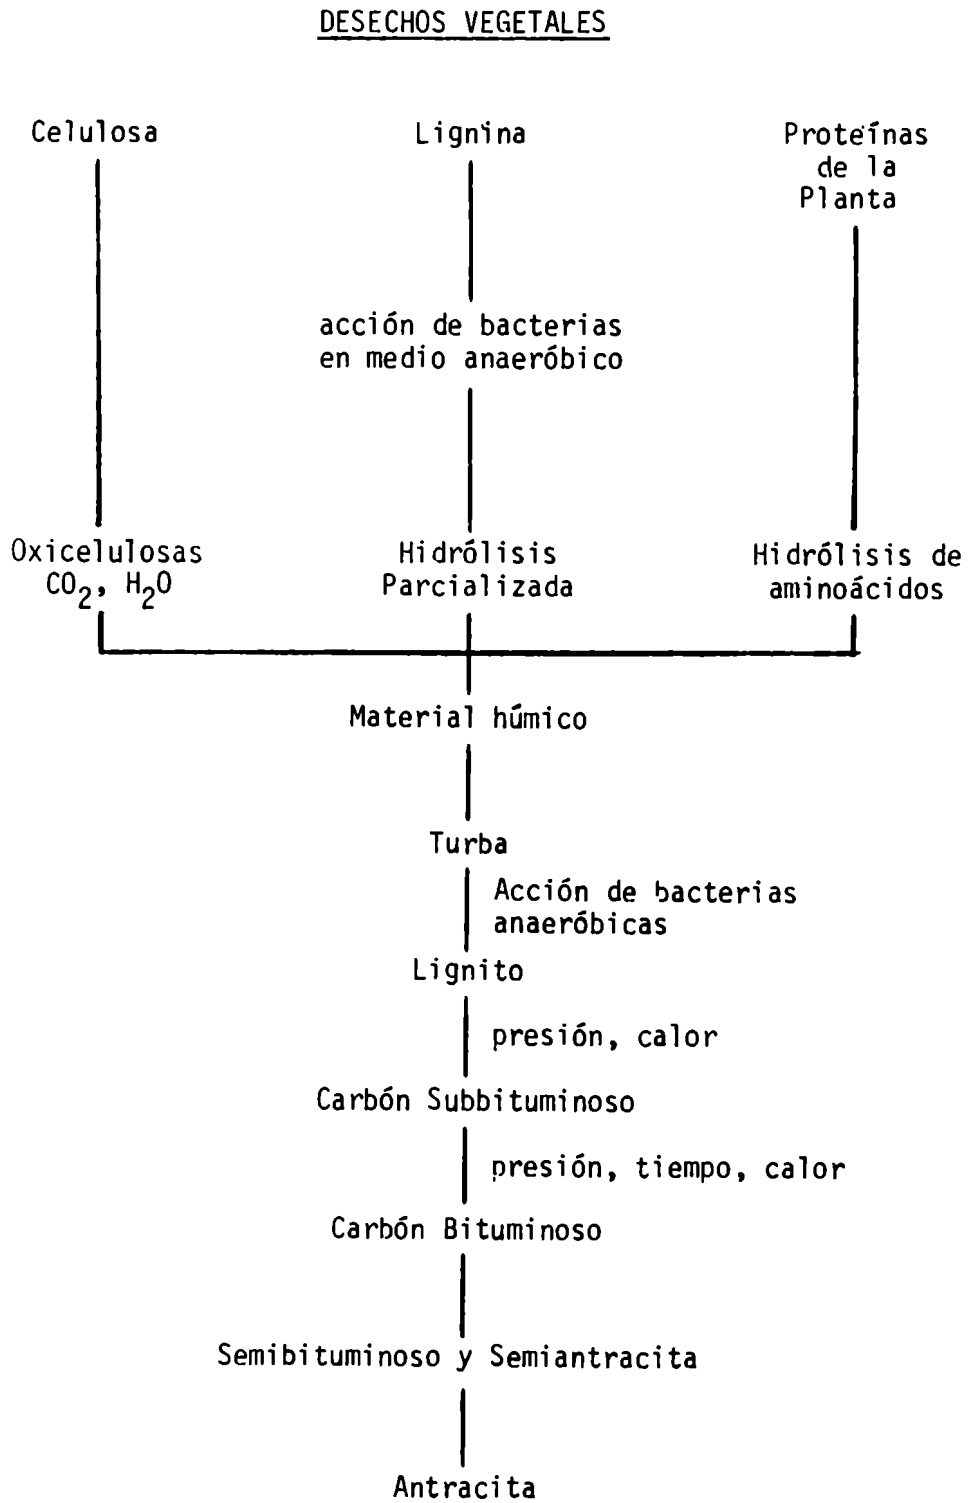 DESECHOS VEGETALES
Celulosa
Lignina
Proteínas
de la
Planta
acción de bacterias
en medio anaeróbico
Oxicelulosas
CO₂, H₂O
Hidrólisis
Parcializada
Hidrólisis de
aminoácidos
Material húmico
Turba
Acción de bacterias
anaeróbicas
Lignito
presión, calor
Carbón Subbituminoso
presión, tiempo, calor
Carbón Bituminoso
Semibituminoso y Semiantracita
Antracita